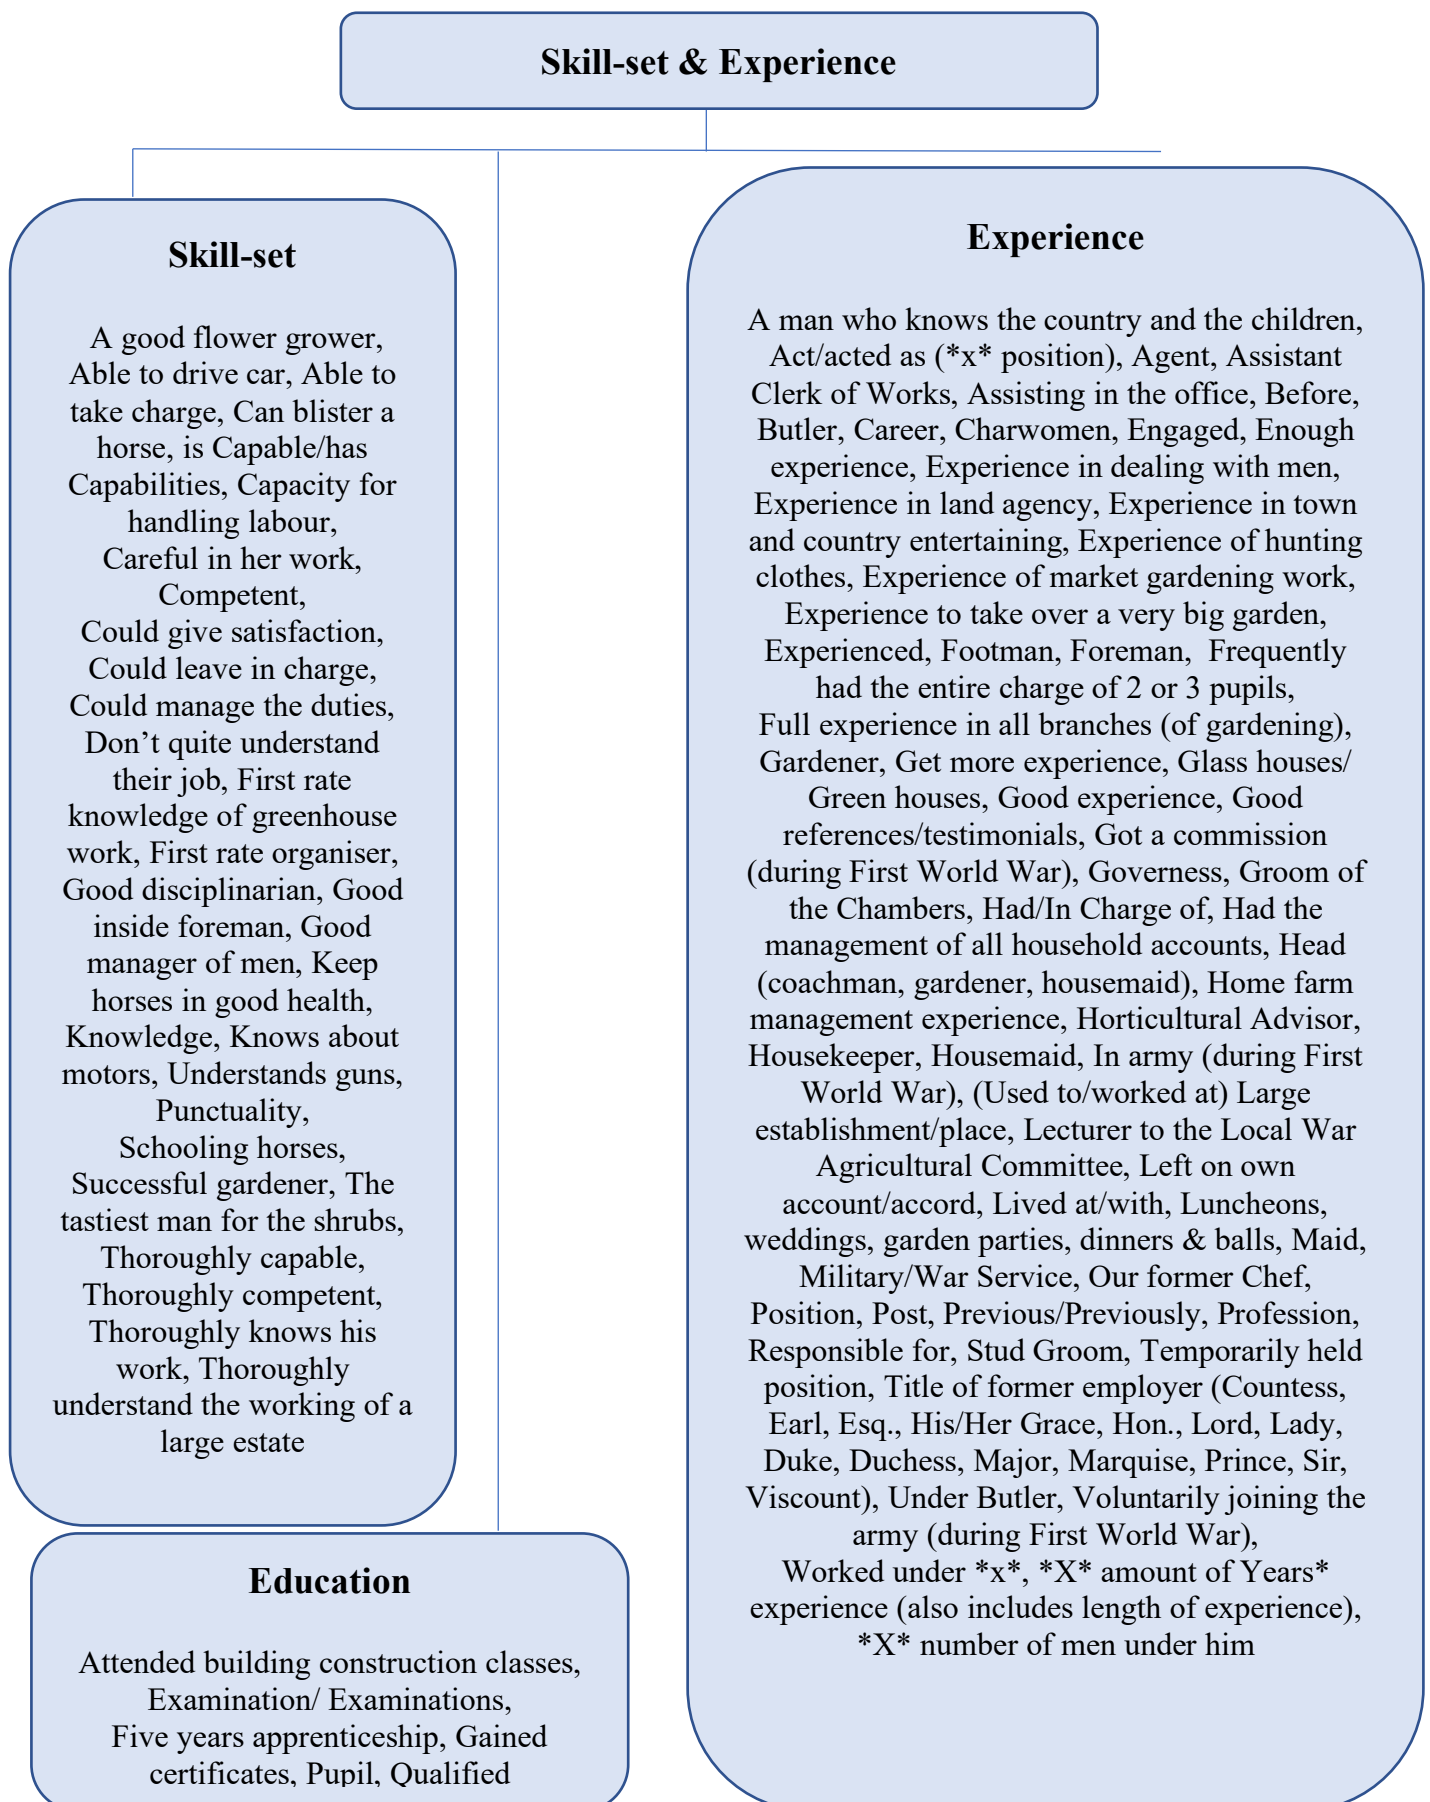 Skill-set & Experience
Skill-set
A good flower grower,
Able to drive car, Able to
take charge, Can blister a
horse, is Capable/has
Capabilities, Capacity for
handling labour,
Careful in her work,
Competent,
Could give satisfaction,
Could leave in charge,
Could manage the duties,
Don’t quite understand
their job, First rate
knowledge of greenhouse
work, First rate organiser,
Good disciplinarian, Good
inside foreman, Good
manager of men, Keep
horses in good health,
Knowledge, Knows about
motors, Understands guns,
Punctuality,
Schooling horses,
Successful gardener, The
tastiest man for the shrubs,
Thoroughly capable,
Thoroughly competent,
Thoroughly knows his
work, Thoroughly
understand the working of a
large estate
Education
Attended building construction classes,
Examination/ Examinations,
Five years apprenticeship, Gained
certificates, Pupil, Qualified
Experience
A man who knows the country and the children,
Act/acted as (*x* position), Agent, Assistant
Clerk of Works, Assisting in the office, Before,
Butler, Career, Charwomen, Engaged, Enough
experience, Experience in dealing with men,
Experience in land agency, Experience in town
and country entertaining, Experience of hunting
clothes, Experience of market gardening work,
Experience to take over a very big garden,
Experienced, Footman, Foreman,  Frequently
had the entire charge of 2 or 3 pupils,
Full experience in all branches (of gardening),
Gardener, Get more experience, Glass houses/
Green houses, Good experience, Good
references/testimonials, Got a commission
(during First World War), Governess, Groom of
the Chambers, Had/In Charge of, Had the
management of all household accounts, Head
(coachman, gardener, housemaid), Home farm
management experience, Horticultural Advisor,
Housekeeper, Housemaid, In army (during First
World War), (Used to/worked at) Large
establishment/place, Lecturer to the Local War
Agricultural Committee, Left on own
account/accord, Lived at/with, Luncheons,
weddings, garden parties, dinners & balls, Maid,
Military/War Service, Our former Chef,
Position, Post, Previous/Previously, Profession,
Responsible for, Stud Groom, Temporarily held
position, Title of former employer (Countess,
Earl, Esq., His/Her Grace, Hon., Lord, Lady,
Duke, Duchess, Major, Marquise, Prince, Sir,
Viscount), Under Butler, Voluntarily joining the
army (during First World War),
Worked under *x*, *X* amount of Years*
experience (also includes length of experience),
*X* number of men under him